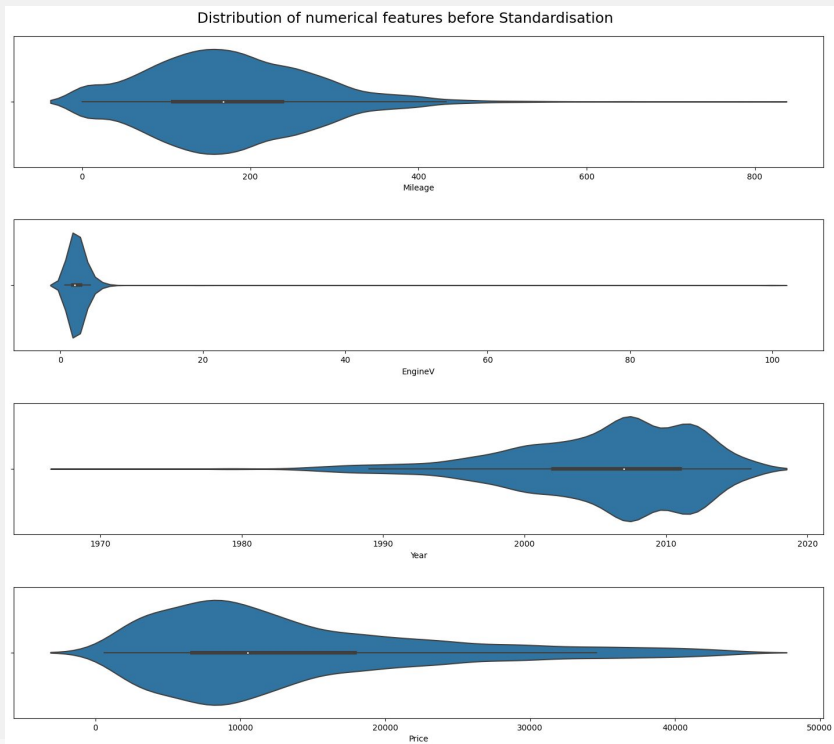 Distribution of numerical features before Standardisation
0 200 400 600 800
Mileage
0 20 40 60 80 100
EngineV
1970 1980 1990 2000 2010 2020
Year
0 10000 20000 30000 40000 50000
Price